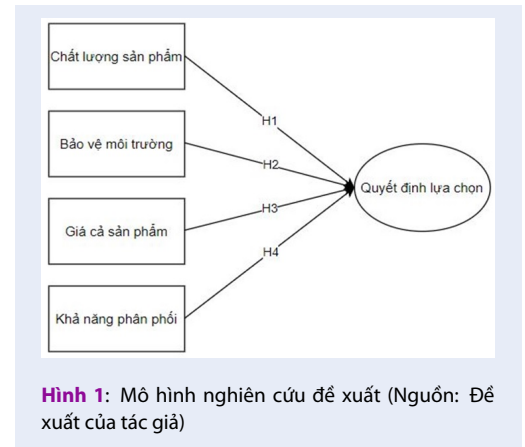 Chất lượng sản phẩm
H1
Bảo vệ môi trường
H2
Quyết định lựa chọn
Giá cả sản phẩm
H3
H4
Khả năng phân phối
Hình 1: Mô hình nghiên cứu đề xuất (Nguồn: Đề
xuất của tác giả)